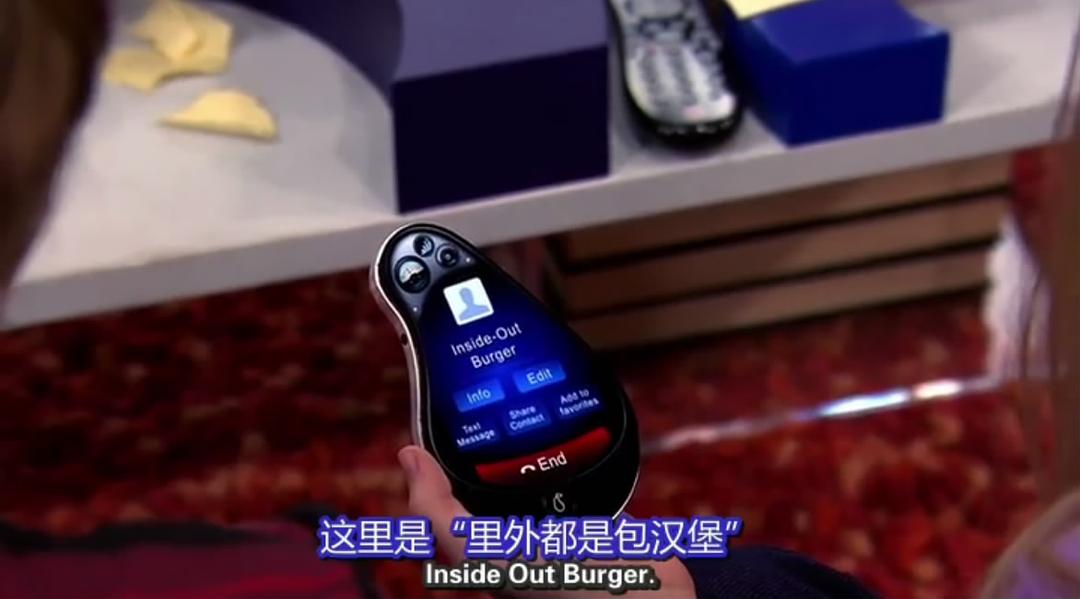 Inside-Out
Burger
Info
Edit
Text
Message
Share
Contact
Add to
favorites
End
这里是“里外都是包汉堡”
Inside Out Burger.